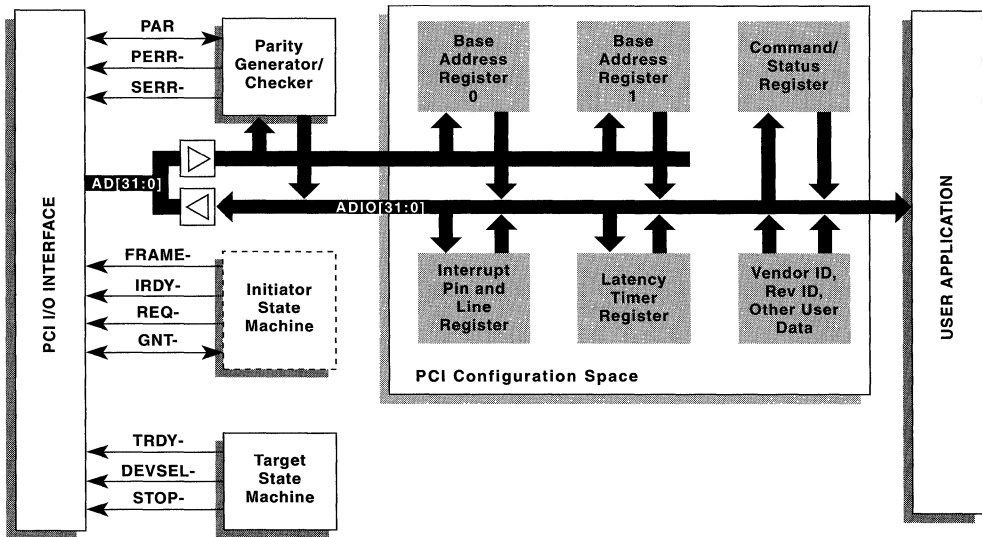 PCI I/O INTERFACE
PAR
PERR-
SERR-
Parity
Generator/
Checker
AD[31:0]
ADIO[31:0]
FRAME-
IRDY-
REQ-
GNT-
Initiator
State
Machine
TRDY-
DEVSEL-
STOP-
Target
State
Machine
Base
Address
Register
0
Base
Address
Register
1
Command/
Status
Register
Interrupt
Pin and
Line
Register
Latency
Timer
Register
Vendor ID,
Rev ID,
Other User
Data
PCI Configuration Space
USER APPLICATION